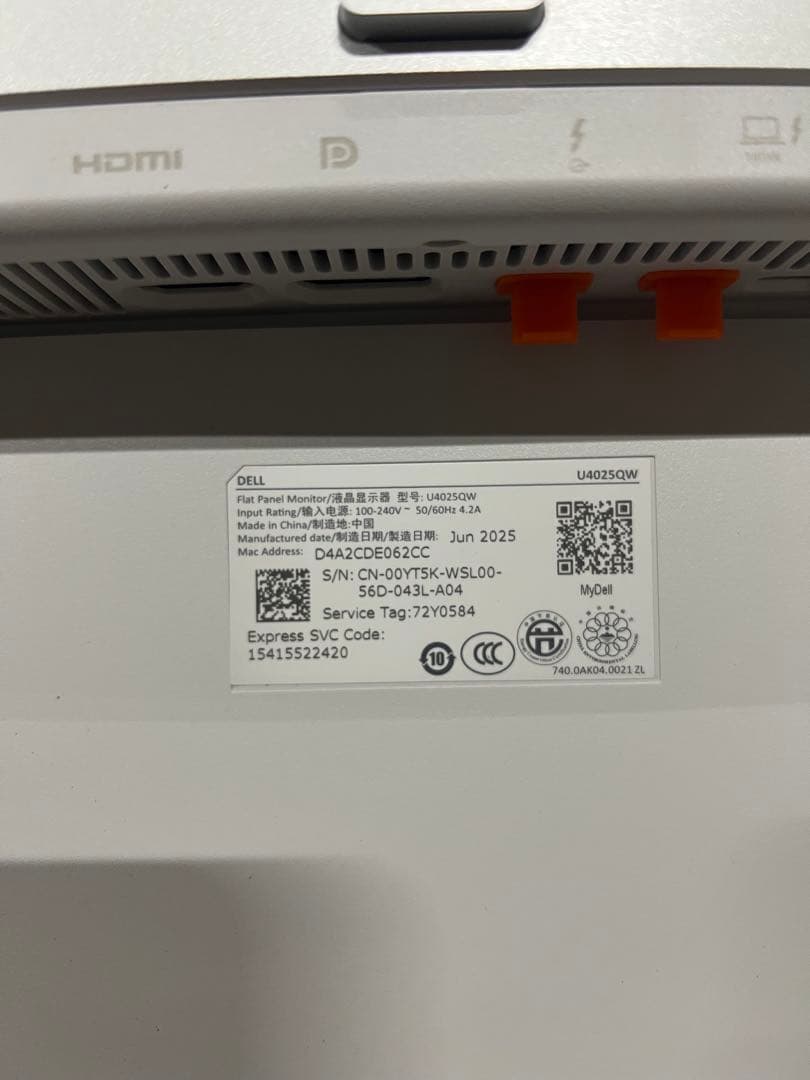 HDMI
DELL
U4025QW
Flat Panel Monitor/液晶显示器 型号: U4025QW
Input Rating/输入电源: 100-240V ~ 50/60Hz 4.2A
Made in China/制造地:中国
Manufactured date/制造日期/製造日期: Jun 2025
Mac Address: D4A2CDE062CC
S/N: CN-00YT5K-WSL00-
56D-043L-A04
Service Tag:72Y0584
Express SVC Code:
15415522420
MyDell
10
CCC
740.0AK04.0021 ZL